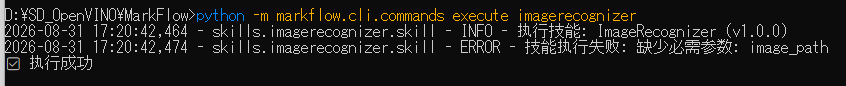 D:\SD_OpenVINO\MarkFlow>python -m markflow.cli.commands execute imagerecognizer
2026-08-31 17:20:42,464 - skills.imagerecognizer.skill - INFO - 执行技能: ImageRecognizer (v1.0.0)
2026-08-31 17:20:42,474 - skills.imagerecognizer.skill - ERROR - 技能执行失败: 缺少必需参数: image_path
☑ 执行成功